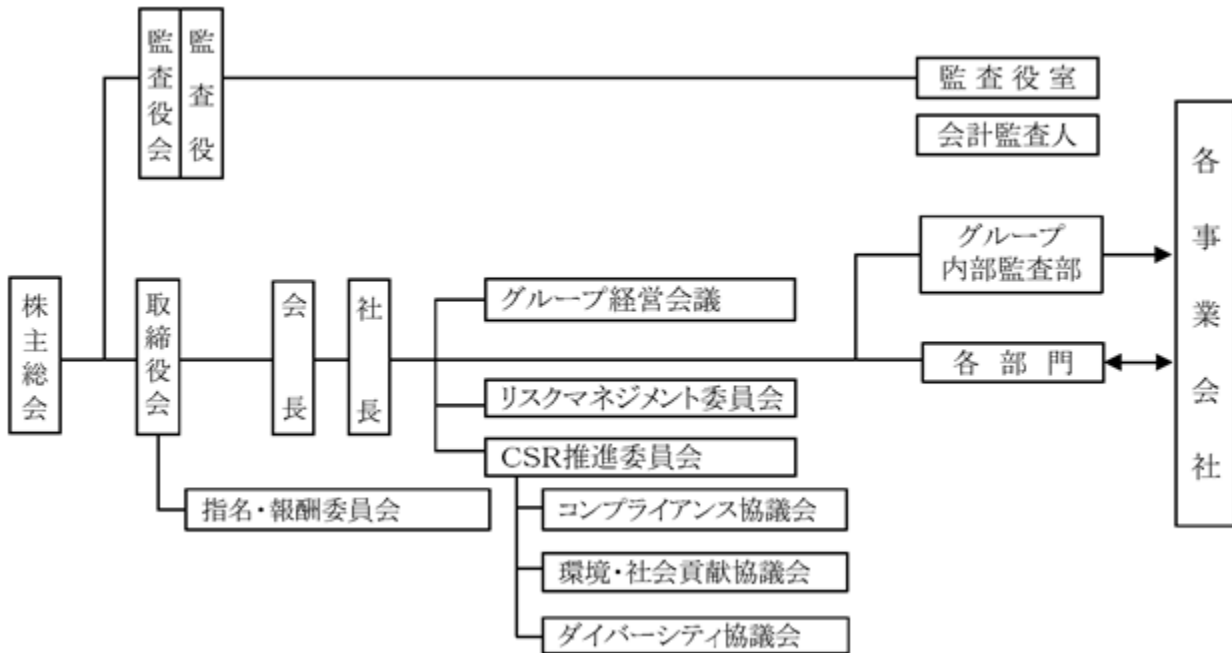 監査役会
監査役
監査役室
会計監査人
各事業会社
グループ
内部監査部
株主総会
取締役会
会長
社長
グループ経営会議
各部門
リスクマネジメント委員会
CSR推進委員会
指名・報酬委員会
コンプライアンス協議会
環境・社会貢献協議会
ダイバーシティ協議会